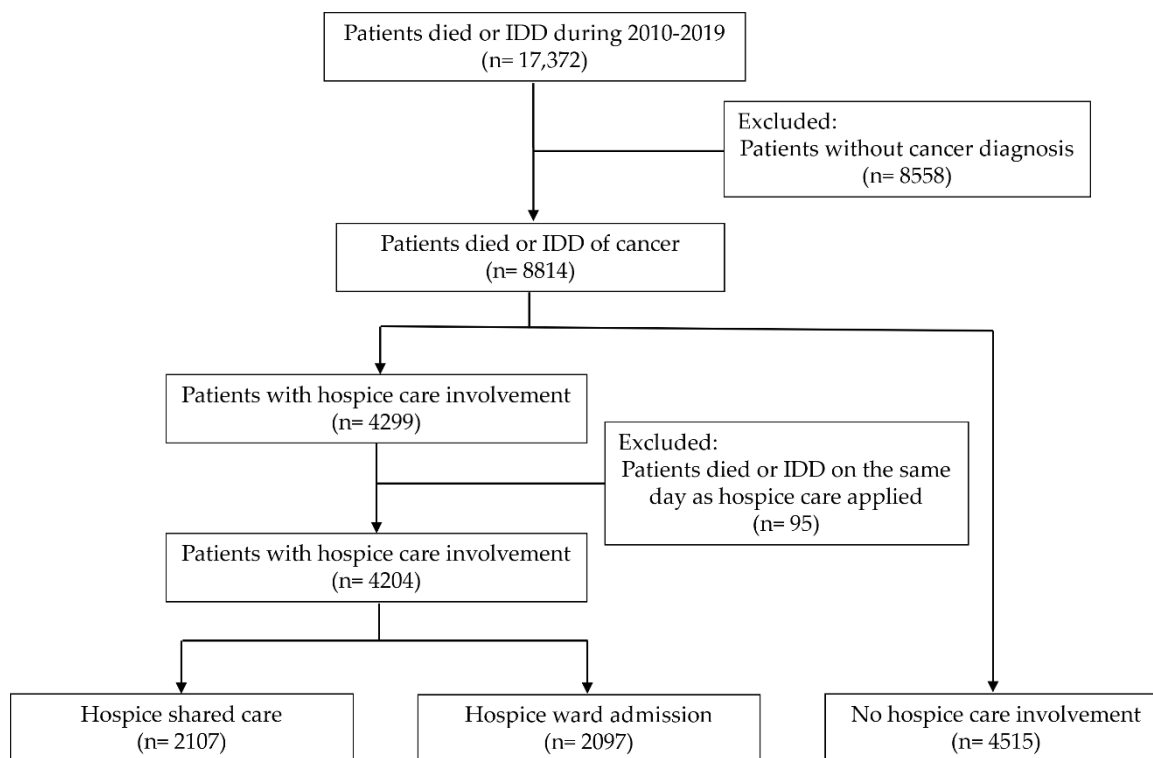 Patients died or IDD during 2010-2019
(n= 17,372)
Excluded:
Patients without cancer diagnosis
(n= 8558)
Patients died or IDD of cancer
(n= 8814)
Patients with hospice care involvement
(n= 4299)
Excluded:
Patients died or IDD on the same
day as hospice care applied
(n= 95)
Patients with hospice care involvement
(n= 4204)
Hospice shared care
(n= 2107)
Hospice ward admission
(n= 2097)
No hospice care involvement
(n= 4515)